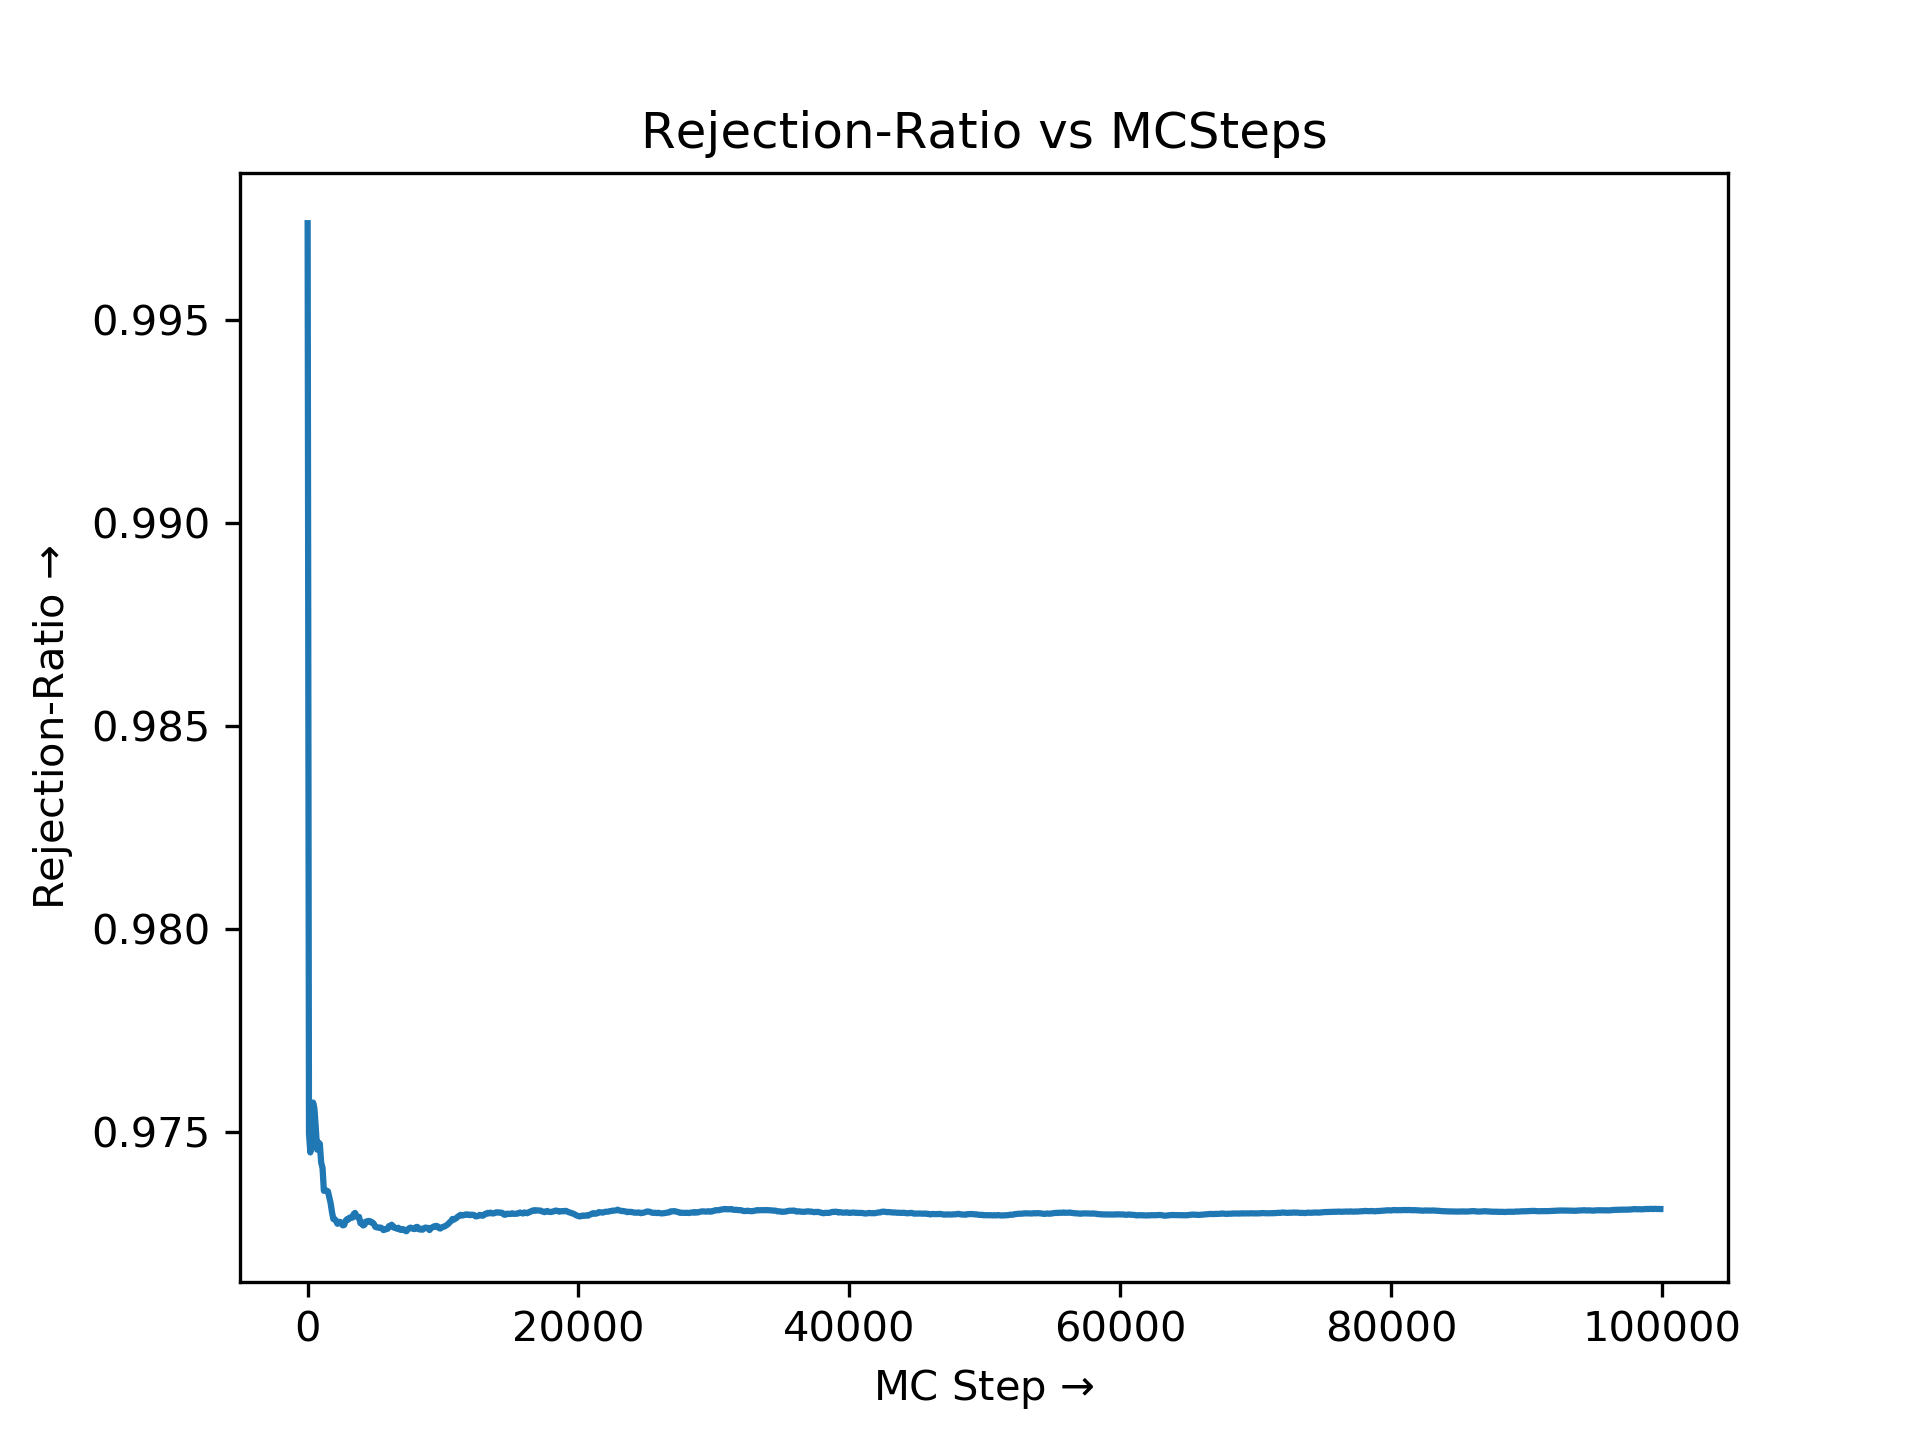 Rejection-Ratio vs MCSteps
Rejection-Ratio →
0.995
0.990
0.985
0.980
0.975
0 20000 40000 60000 80000 100000
MC Step →